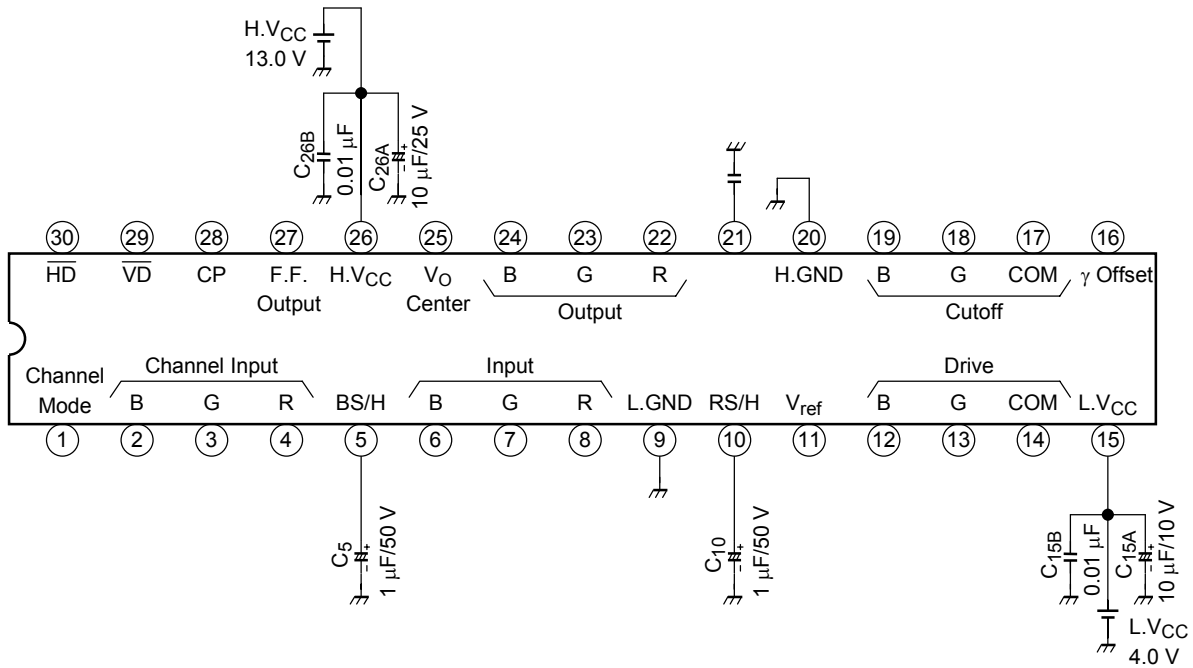 H.VCC
13.0 V
C26B
0.01 µF
C26A
10 µF/25 V
- +
30 29 28 27 26 25 24 23 22 21 20 19 18 17 16
HD VD CP F.F. H.VCC VO B G R H.GND B G COM γ Offset
Output Center Output Cutoff
Channel Channel Input Input Drive
Mode B G R BS/H B G R L.GND RS/H Vref B G COM L.VCC
1 2 3 4 5 6 7 8 9 10 11 12 13 14 15
C5
- +
1 µF/50 V
C10
- +
1 µF/50 V
C15B
0.01 µF
C15A
- +
10 µF/10 V
L.VCC
4.0 V